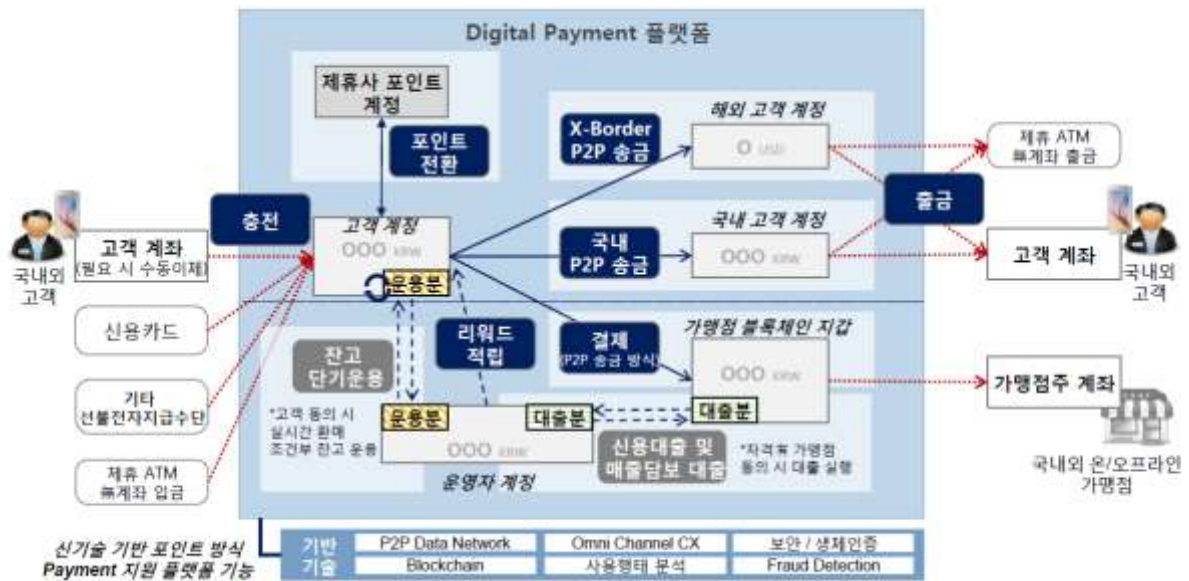 Digital Payment 플랫폼
제휴사 포인트
계정
포인트
전환
해외 고객 계정
X-Border
P2P 송금
O USD
제휴 ATM
無계좌 출금
충전
고객 계정
OOO KRW
운용분
국내 고객 계정
국내
P2P 송금
OOO KRW
출금
고객 계좌
(필요 시 수동이체)
국내외
고객
고객 계좌
국내외
고객
신용카드
잔고
단기운용
리워드
적립
결제
(P2P 송금 방식)
가맹점 블록체인 지갑
OOO KRW
대출분
가맹점주 계좌
기타
선불전자지급수단
*고객 동의 시
실시간 환매
조건부 잔고 운용
운용분
대출분
OOO KRW
운영자 계정
신용대출 및
매출담보 대출
*자격 가맹점
동의 시 대출 실행
국내외 온/오프라인
가맹점
제휴 ATM
無계좌 입금
신기술 기반 포인트 방식
Payment 지원 플랫폼 기능
기반
기술
P2P Data Network
Omni Channel CX
보안 / 생체인증
Blockchain
사용행태 분석
Fraud Detection